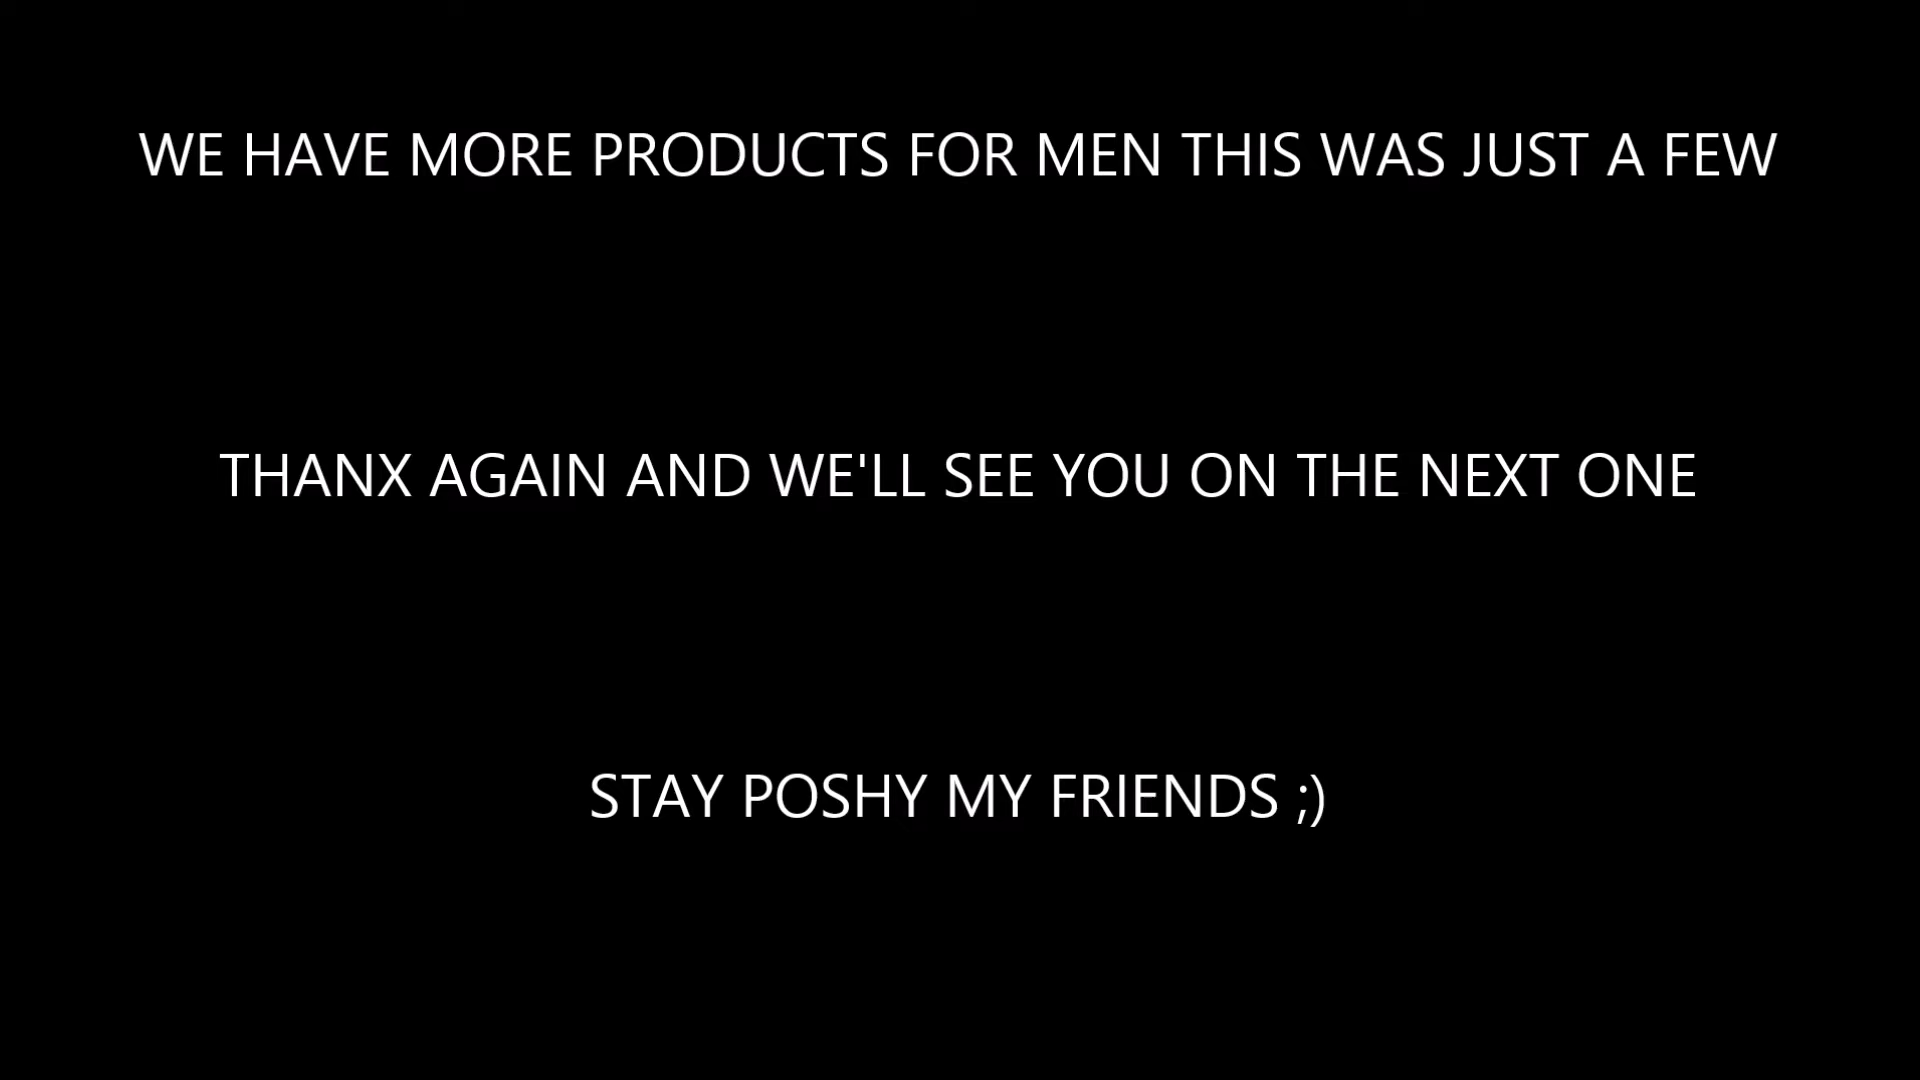 WE HAVE MORE PRODUCTS FOR MEN THIS WAS JUST A FEW
THANX AGAIN AND WE'LL SEE YOU ON THE NEXT ONE
STAY POSHY MY FRIENDS ;)